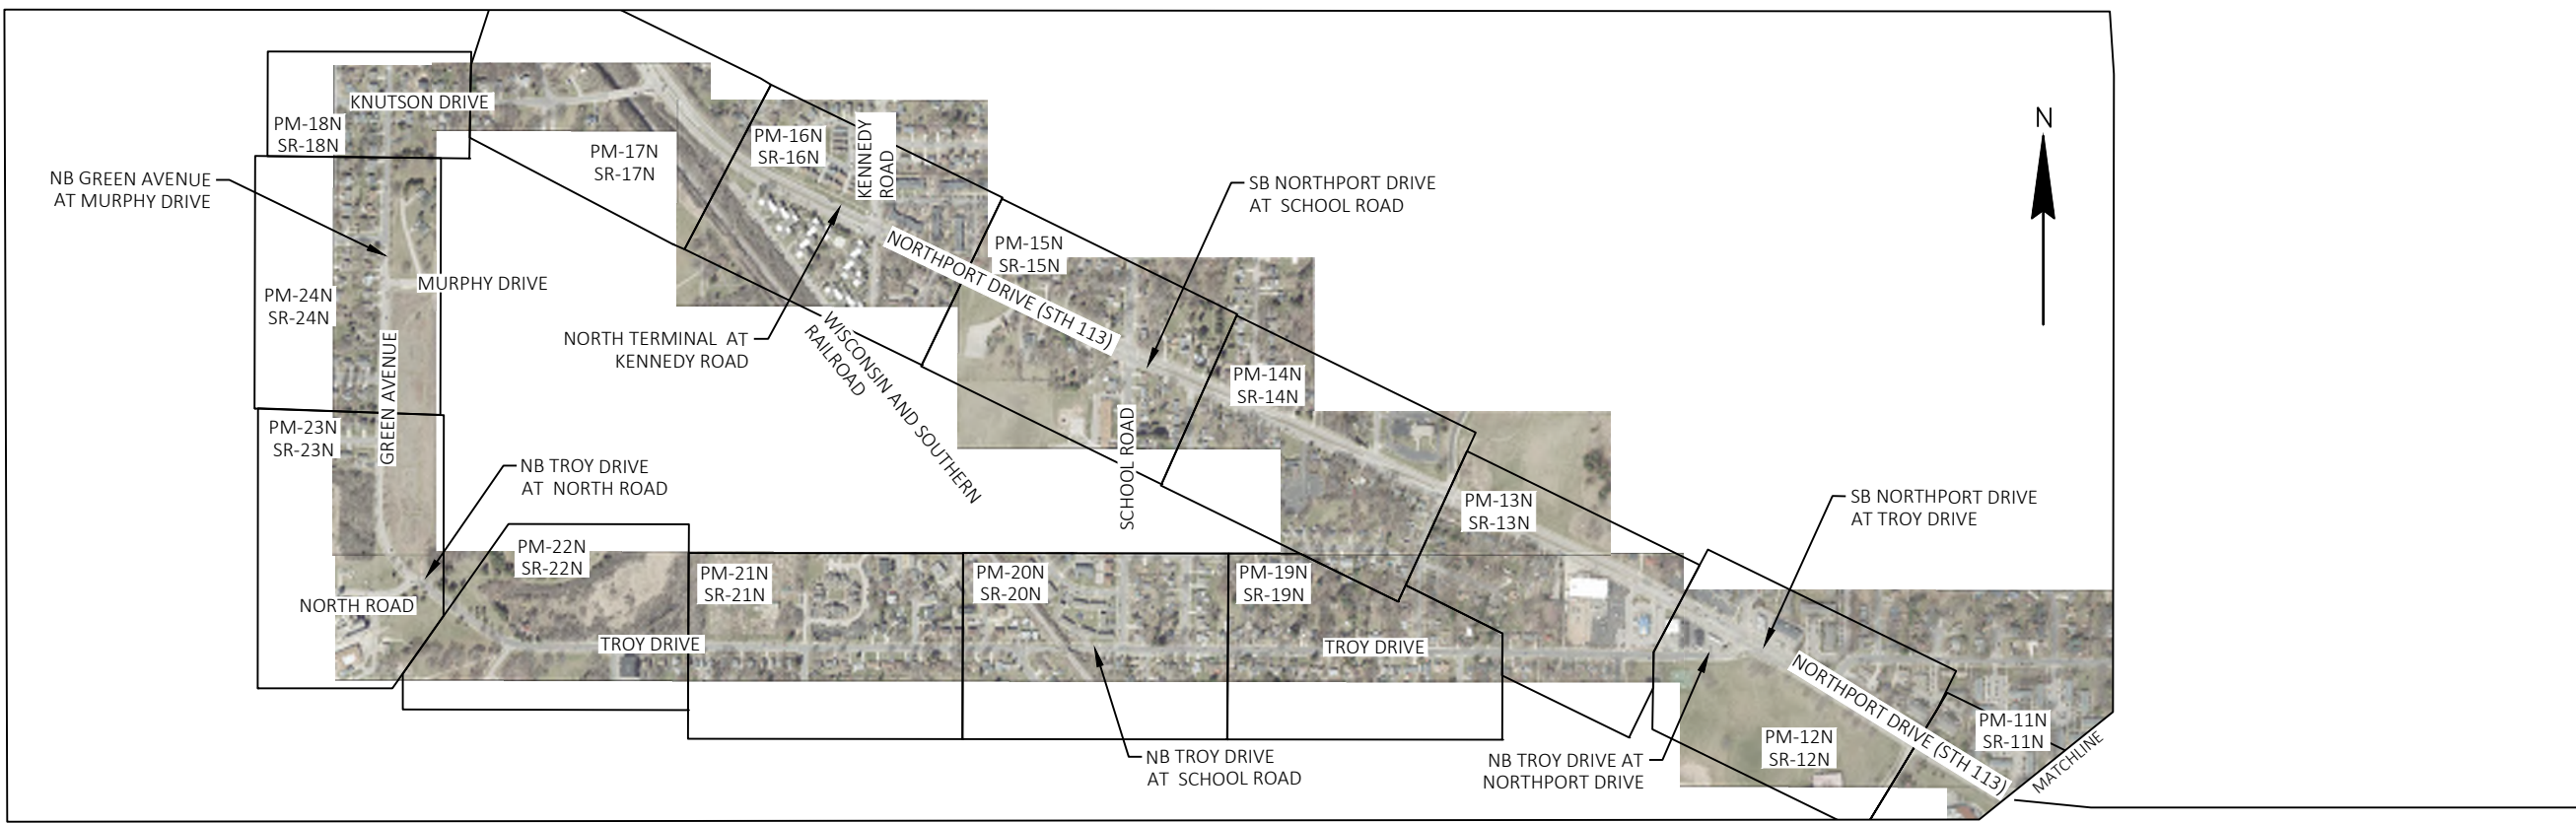 N
KNUTSON DRIVE
PM-18N
SR-18N
PM-17N
SR-17N
PM-16N
SR-16N
KENNEDY
ROAD
NB GREEN AVENUE
AT MURPHY DRIVE
SB NORTHPORT DRIVE
AT SCHOOL ROAD
PM-15N
SR-15N
NORTHPORT DRIVE (STH 113)
MURPHY DRIVE
PM-24N
SR-24N
GREEN AVENUE
NORTH TERMINAL AT
KENNEDY ROAD
WISCONSIN AND SOUTHERN
RAILROAD
PM-14N
SR-14N
SCHOOL ROAD
PM-23N
SR-23N
NB TROY DRIVE
AT NORTH ROAD
PM-13N
SR-13N
SB NORTHPORT DRIVE
AT TROY DRIVE
PM-22N
SR-22N
PM-21N
SR-21N
PM-20N
SR-20N
PM-19N
SR-19N
NORTH ROAD
TROY DRIVE
TROY DRIVE
NORTHPORT DRIVE (STH 113)
PM-12N
SR-12N
PM-11N
SR-11N
MATCHLINE
NB TROY DRIVE
AT SCHOOL ROAD
NB TROY DRIVE AT
NORTHPORT DRIVE